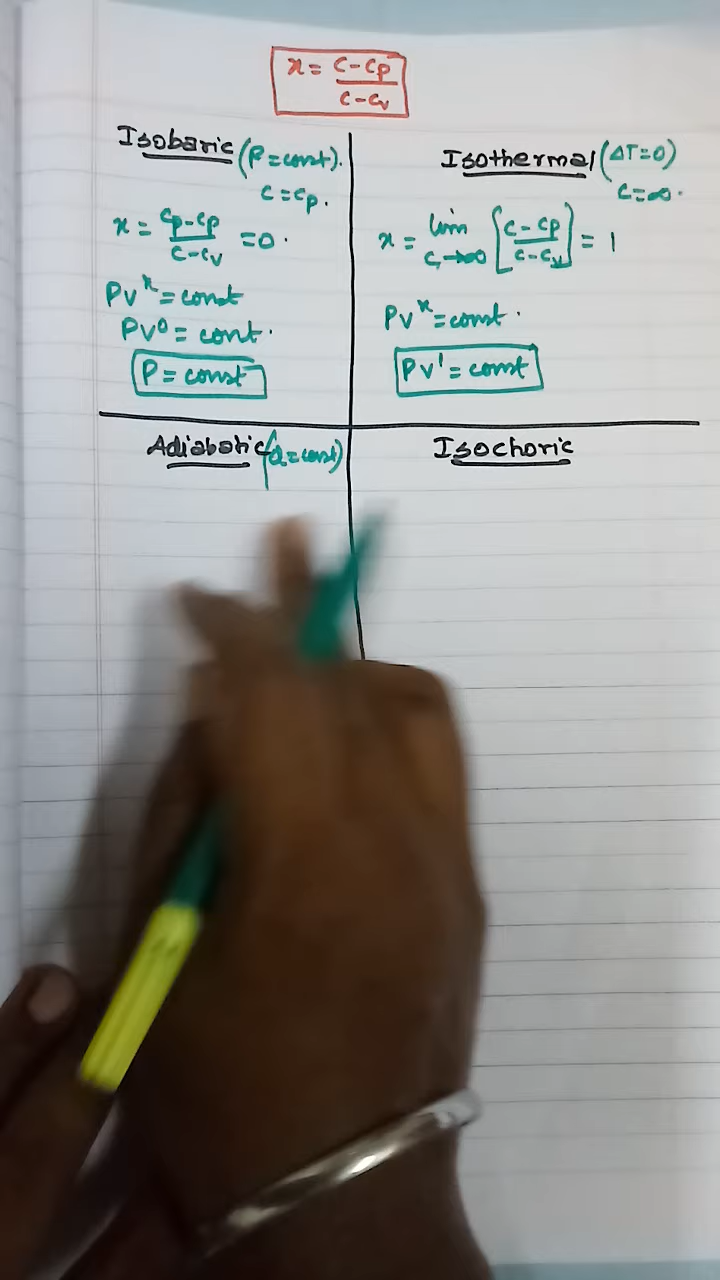 x = C-Cp / C-Cv
Isobaric (P=const).
C=Cp.
x = Cp-Cp / C-Cv = 0.
PV^x = const
PV^0 = cont.
P = const
Isothermal (ΔT=0)
C=∞.
x = lim C→∞ [C-Cp / C-Cv] = 1
PV^x = const.
PV^1 = const
Adiabatic (Q=const)
Isochoric